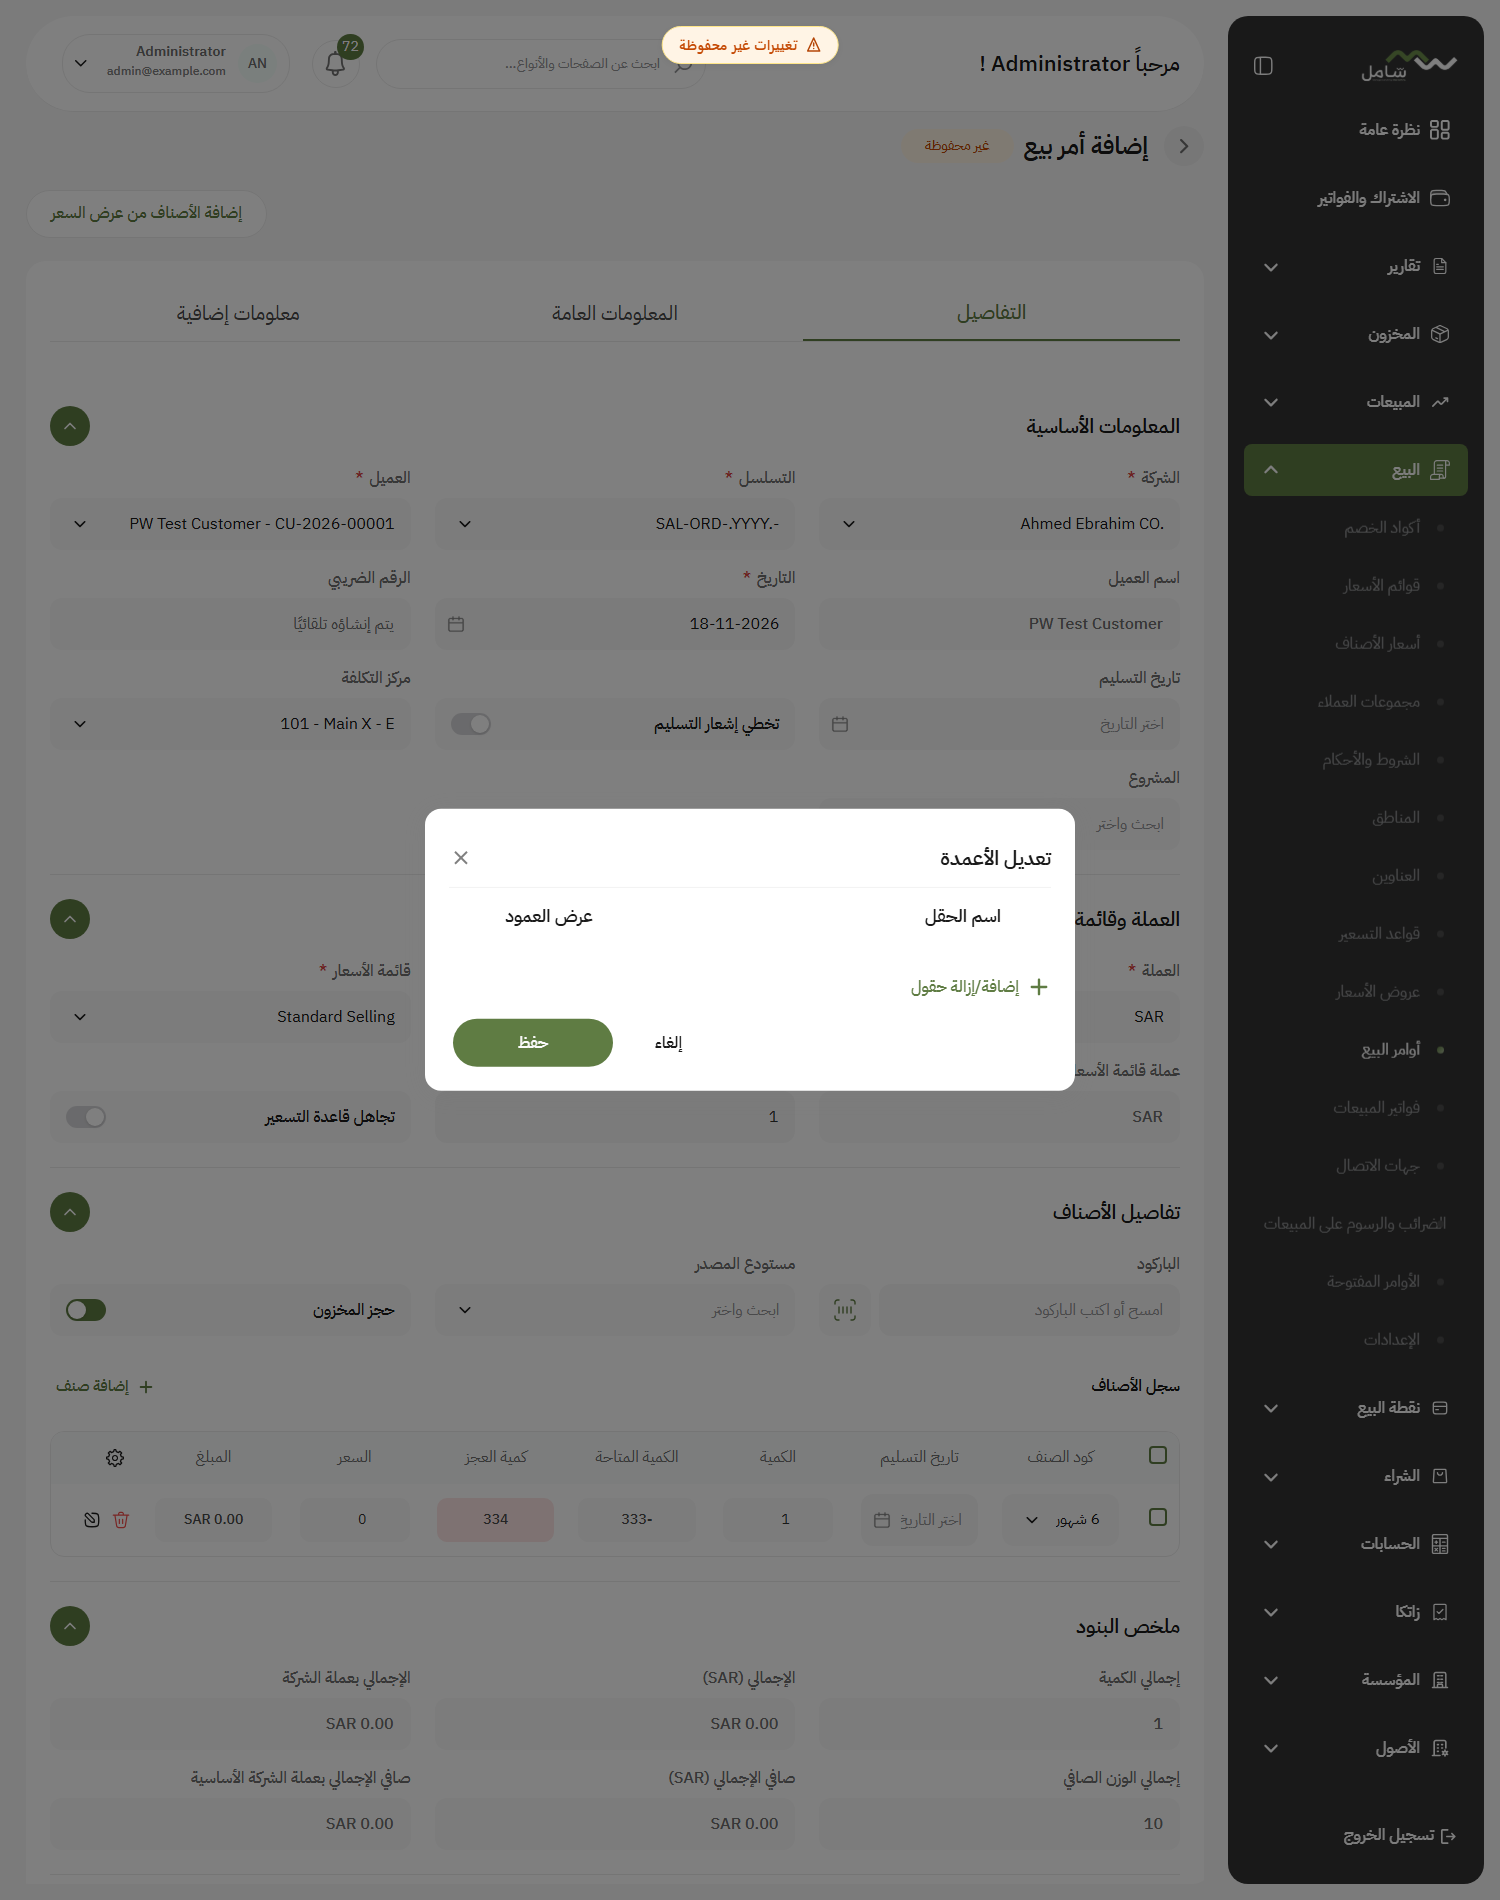 شامل
نظرة عامة
الاشتراك والفواتير
تقارير
المخزون
المبيعات
البيع
أكواد الخصم
قوائم الأسعار
أسعار الأصناف
مجموعات العملاء
الشروط والأحكام
المناطق
العناوين
قواعد التسعير
عروض الأسعار
أوامر البيع
فواتير المبيعات
جهات الاتصال
الضرائب والرسوم على المبيعات
الأوامر المفتوحة
الإعدادات
نقطة البيع
الشراء
الحسابات
زاتكا
المؤسسة
الأصول
تسجيل الخروج
مرحباً Administrator !
تغييرات غير محفوظة
ابحث عن الصفحات والأنواع...
72
AN
Administrator
admin@example.com
إضافة أمر بيع
غير محفوظة
إضافة الأصناف من عرض السعر
التفاصيل
المعلومات العامة
معلومات إضافية
المعلومات الأساسية
الشركة *
التسلسل *
العميل *
Ahmed Ebrahim CO.
SAL-ORD-.YYYY.-
PW Test Customer - CU-2026-00001
اسم العميل
التاريخ *
الرقم الضريبي
PW Test Customer
18-11-2026
يتم إنشاؤه تلقائيًا
تاريخ التسليم
مركز التكلفة
اختر التاريخ
تخطي إشعار التسليم
101 - Main X - E
المشروع
ابحث واختر
تعديل الأعمدة
اسم الحقل
عرض العمود
إضافة/إزالة حقول
إلغاء
حفظ
العملة وقائمة
العملة *
قائمة الأسعار *
SAR
Standard Selling
عملة قائمة الأسعا
SAR
1
تجاهل قاعدة التسعير
تفاصيل الأصناف
الباركود
مستودع المصدر
امسح أو اكتب الباركود
ابحث واختر
حجز المخزون
سجل الأصناف
إضافة صنف
كود الصنف
تاريخ التسليم
الكمية
الكمية المتاحة
كمية العجز
السعر
المبلغ
6 شهور
اختر التاريخ
1
333-
334
0
SAR 0.00
ملخص البنود
إجمالي الكمية
الإجمالي (SAR)
الإجمالي بعملة الشركة
1
SAR 0.00
SAR 0.00
إجمالي الوزن الصافي
صافي الإجمالي (SAR)
صافي الإجمالي بعملة الشركة الأساسية
10
SAR 0.00
SAR 0.00